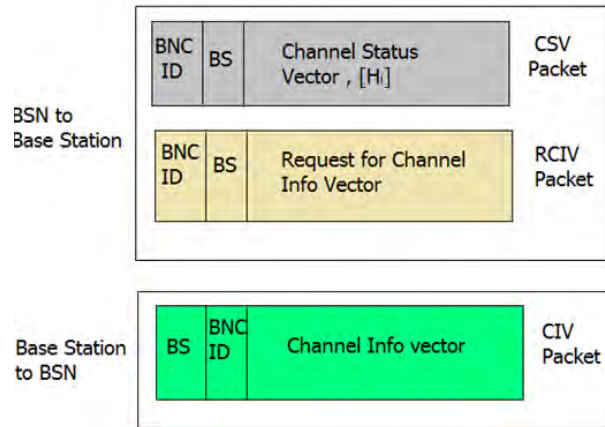 BSN to
Base Station
BNC
ID
BS
Channel Status
Vector , [Hᵢ]
CSV
Packet
BNC
ID
BS
Request for Channel
Info Vector
RCIV
Packet
Base Station
to BSN
BS
BNC
ID
Channel Info vector
CIV
Packet